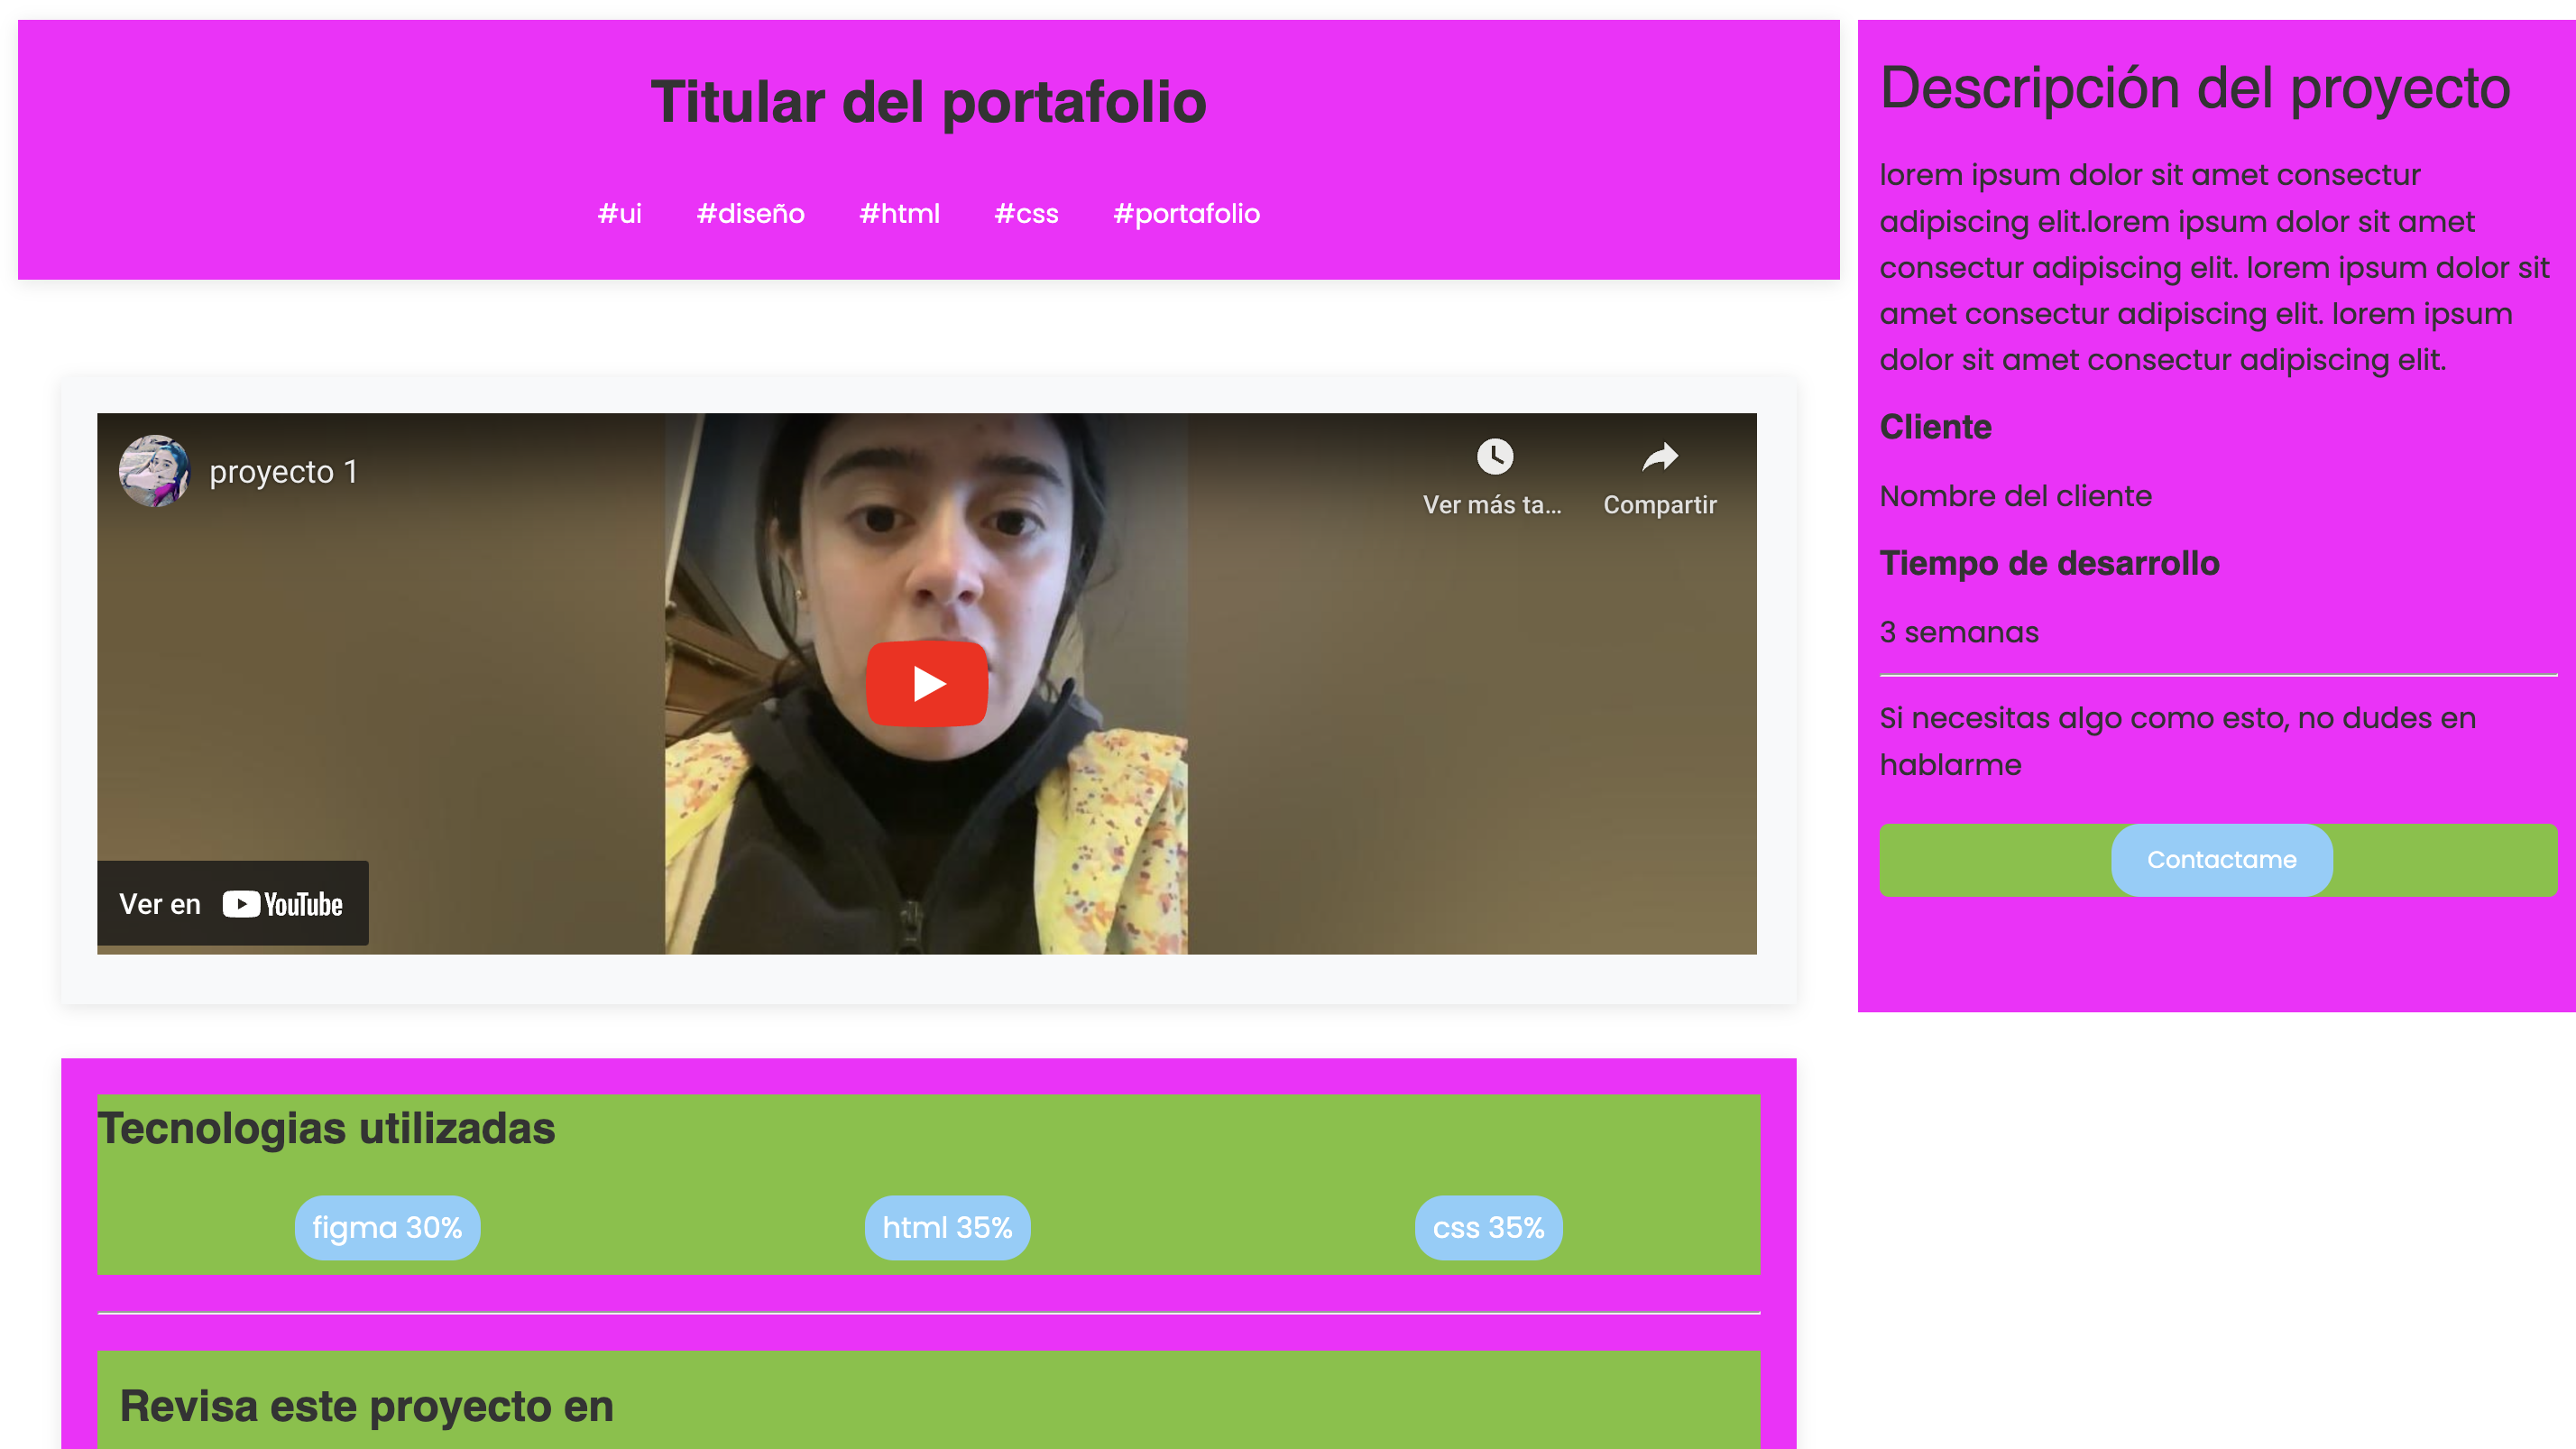 Titular del portafolio
#ui #diseño #html #css #portafolio
proyecto 1
Ver más ta...
Compartir
Ver en YouTube
Tecnologias utilizadas
figma 30%
html 35%
css 35%
Revisa este proyecto en
Descripción del proyecto
lorem ipsum dolor sit amet consectur
adipiscing elit.lorem ipsum dolor sit amet
consectur adipiscing elit. lorem ipsum dolor sit
amet consectur adipiscing elit. lorem ipsum
dolor sit amet consectur adipiscing elit.
Cliente
Nombre del cliente
Tiempo de desarrollo
3 semanas
Si necesitas algo como esto, no dudes en
hablarme
Contactame